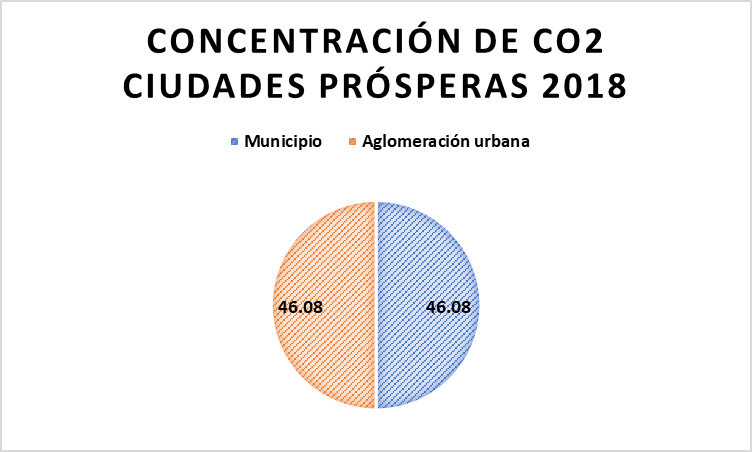 CONCENTRACIÓN DE CO2
CIUDADES PRÓSPERAS 2018
Municipio Aglomeración urbana
46.08 46.08